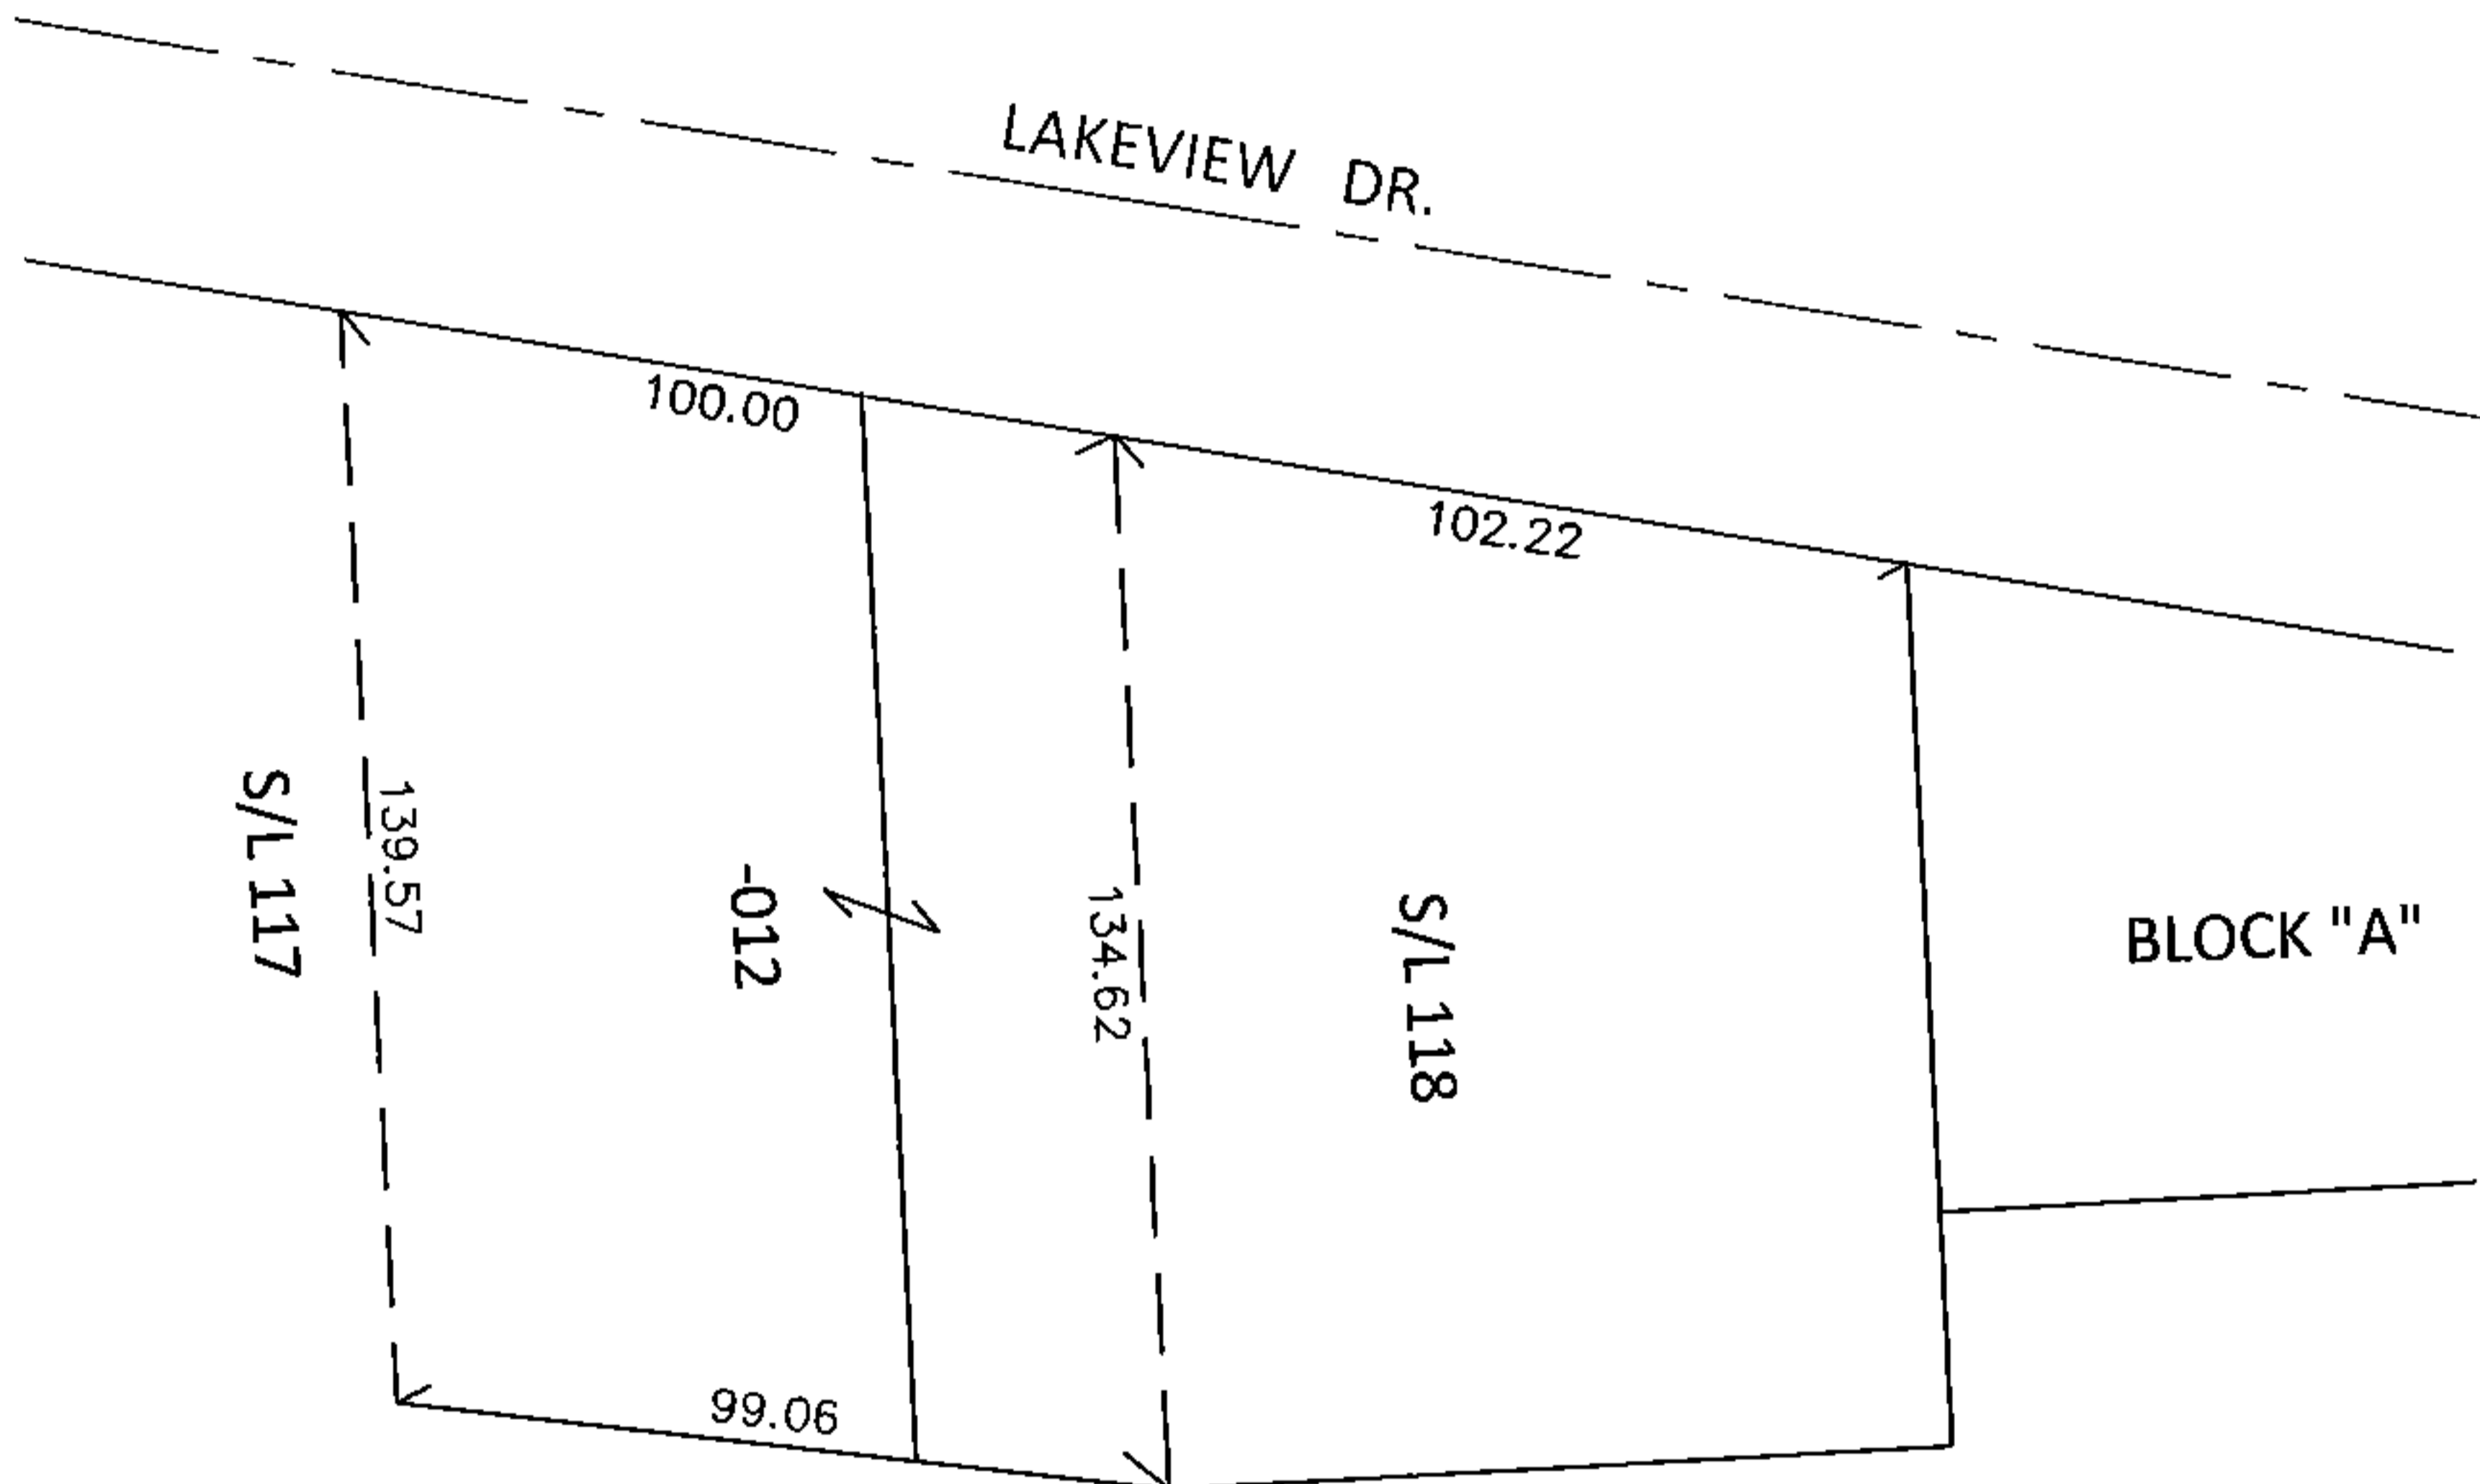 LAKEVIEW DR.
100.00
102.22
S/L 117
139.57
-012
134.62
S/L 118
BLOCK "A"
99.06